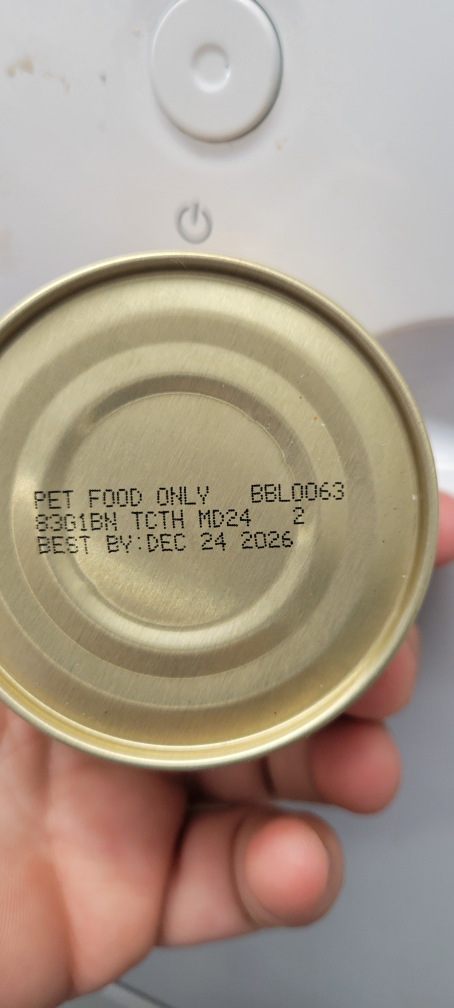 PET FOOD ONLY BBL0063
83G1BN TCTH MD24 2
BEST BY:DEC 24 2026